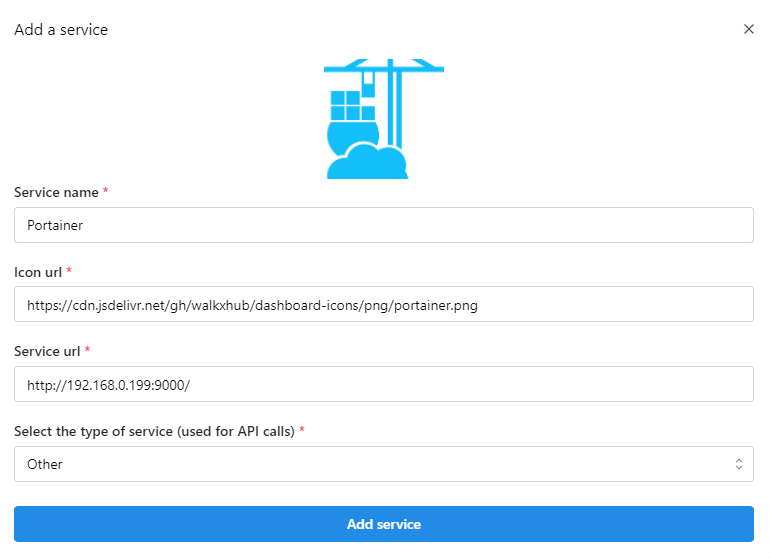 Add a service
Service name *
Portainer
Icon url *
https://cdn.jsdelivr.net/gh/walkxhub/dashboard-icons/png/portainer.png
Service url *
http://192.168.0.199:9000/
Select the type of service (used for API calls) *
Other
Add service